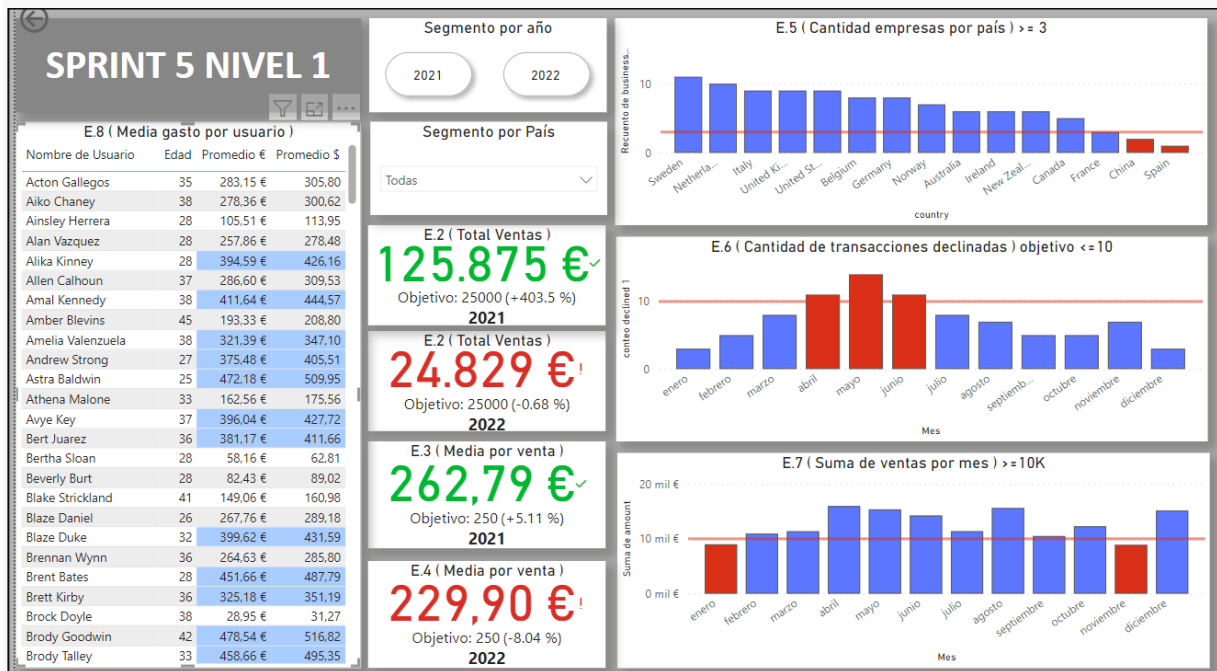 SPRINT 5 NIVEL 1
E.8 ( Media gasto por usuario )
Nombre de Usuario Edad Promedio € Promedio $
Acton Gallegos 35 283,15 € 305,80
Aiko Chaney 38 278,36 € 300,62
Ainsley Herrera 28 105,51 € 113,95
Alan Vazquez 28 257,86 € 278,48
Alika Kinney 28 394,59 € 426,16
Allen Calhoun 37 286,60 € 309,53
Amal Kennedy 38 411,64 € 444,57
Amber Blevins 45 193,33 € 208,80
Amelia Valenzuela 38 321,39 € 347,10
Andrew Strong 27 375,48 € 405,51
Astra Baldwin 25 472,18 € 509,95
Athena Malone 33 162,56 € 175,56
Avye Key 37 396,04 € 427,72
Bert Juarez 36 381,17 € 411,66
Bertha Sloan 28 58,16 € 62,81
Beverly Burt 28 82,43 € 89,02
Blake Strickland 41 149,06 € 160,98
Blaze Daniel 26 267,76 € 289,18
Blaze Duke 32 399,62 € 431,59
Brennan Wynn 36 264,63 € 285,80
Brent Bates 28 451,66 € 487,79
Brett Kirby 36 325,18 € 351,19
Brock Doyle 38 28,95 € 31,27
Brody Goodwin 42 478,54 € 516,82
Brody Talley 33 458,66 € 495,35
Segmento por año
2021 2022
Segmento por País
Todas
E.2 ( Total Ventas )
125.875 €
Objetivo: 25000 (+403.5 %)
2021
E.2 ( Total Ventas )
24.829 €!
Objetivo: 25000 (-0.68 %)
2022
E.3 ( Media por venta )
262,79 €
Objetivo: 250 (+5.11 %)
2021
E.4 ( Media por venta )
229,90 €!
Objetivo: 250 (-8.04 %)
2022
E.5 ( Cantidad empresas por país ) >= 3
Recuento de business...
10
0
Sweden Netherla... Italy United Ki... United St... Belgium Germany Norway Australia Ireland New Zeal... Canada France China Spain
country
E.6 ( Cantidad de transacciones declinadas ) objetivo <=10
conteo declined 1
10
0
enero febrero marzo abril mayo junio julio agosto septiemb... octubre noviembre diciembre
Mes
E.7 ( Suma de ventas por mes ) >=10K
Suma de amount
20 mil €
10 mil €
0 mil €
enero febrero marzo abril mayo junio julio agosto septiembre octubre noviembre diciembre
Mes